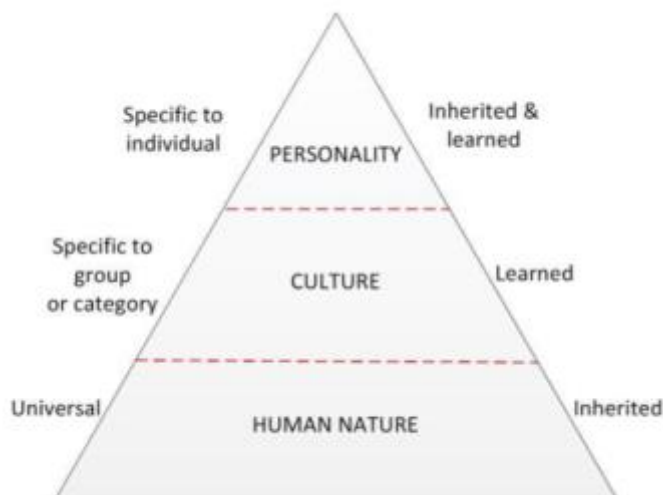 Specific to
individual
PERSONALITY
Inherited &
learned
Specific to
group
or category
CULTURE
Learned
Universal
HUMAN NATURE
Inherited